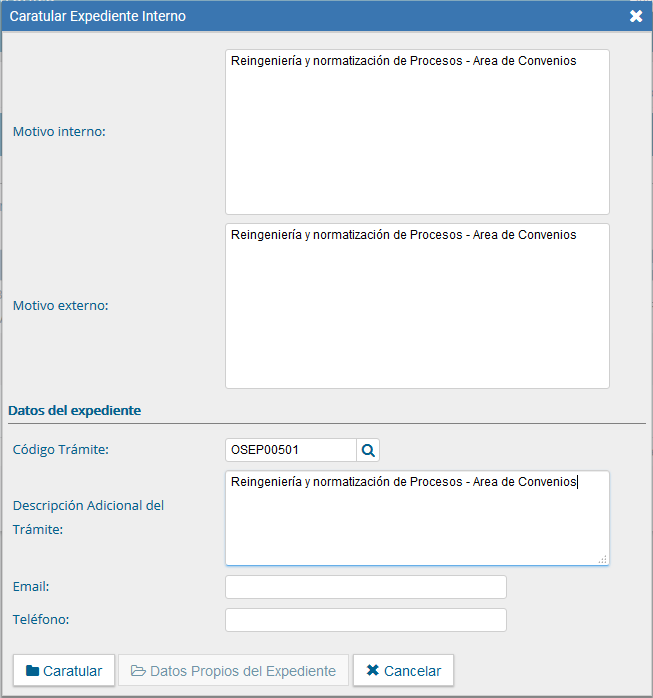 Caratular Expediente Interno
Motivo interno:
Reingeniería y normatización de Procesos - Area de Convenios
Motivo externo:
Reingeniería y normatización de Procesos - Area de Convenios
Datos del expediente
Código Trámite:
OSEP00501
Descripción Adicional del
Trámite:
Reingeniería y normatización de Procesos - Area de Convenios
Email:
Teléfono:
Caratular
Datos Propios del Expediente
Cancelar